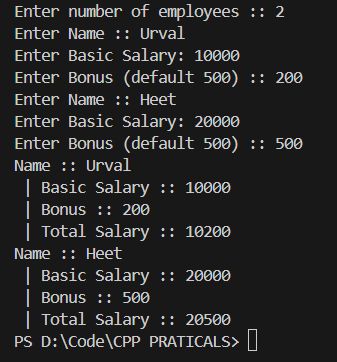 Enter number of employees :: 2
Enter Name :: Urval
Enter Basic Salary: 10000
Enter Bonus (default 500) :: 200
Enter Name :: Heet
Enter Basic Salary: 20000
Enter Bonus (default 500) :: 500
Name :: Urval
 | Basic Salary :: 10000
 | Bonus :: 200
 | Total Salary :: 10200
Name :: Heet
 | Basic Salary :: 20000
 | Bonus :: 500
 | Total Salary :: 20500
PS D:\Code\CPP PRATICALS>